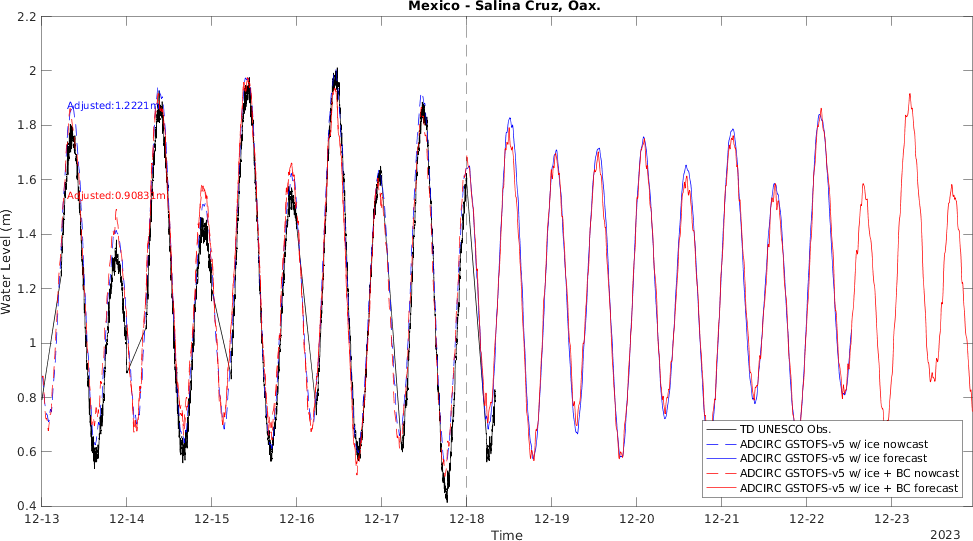 Mexico - Salina Cruz, Oax.
2.2
2
1.8
1.6
1.4
1.2
1
0.8
0.6
0.4
Water Level (m)
Adjusted:1.2221m
Adjusted:0.90831m
TD UNESCO Obs.
ADCIRC GSTOFS-v5 w/ ice nowcast
ADCIRC GSTOFS-v5 w/ ice forecast
ADCIRC GSTOFS-v5 w/ ice + BC nowcast
ADCIRC GSTOFS-v5 w/ ice + BC forecast
12-13 12-14 12-15 12-16 12-17 12-18 12-19 12-20 12-21 12-22 12-23
Time
2023